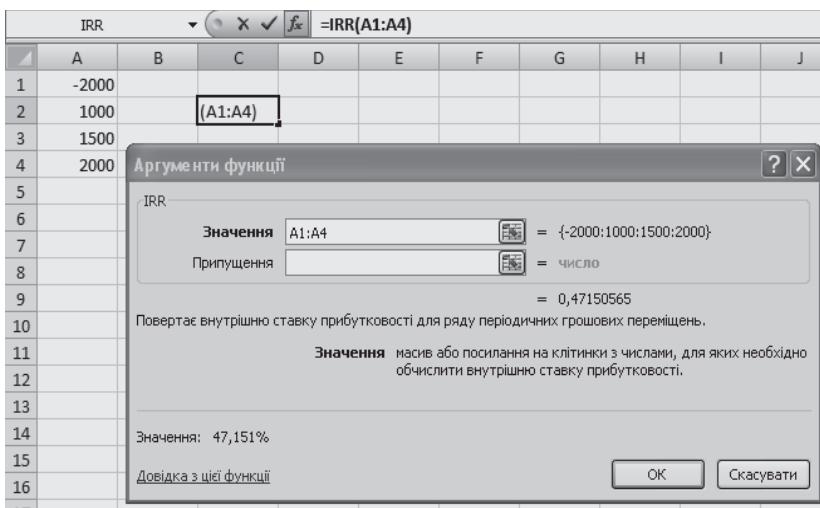 IRR =IRR(A1:A4)
A B C D E F G H I J
1 -2000
2 1000 (A1:A4)
3 1500
4 2000
Аргументи функції
5
IRR
6 Значення A1:A4 = {-2000:1000:1500:2000}
7
8 Припущення = число
9 = 0,47150565
10 Повертає внутрішню ставку прибутковості для ряду періодичних грошових переміщень.
11 Значення масив або посилання на клітинки з числами, для яких необхідно
12 обчислити внутрішню ставку прибутковості.
13
14 Значення: 47,151%
15
16 Довідка з цієї функції ОК Скасувати